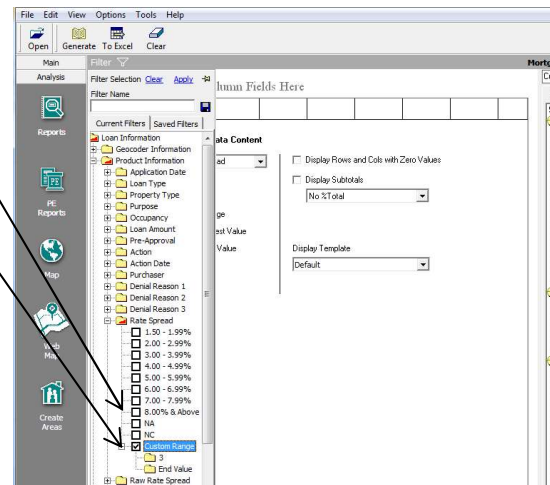 File Edit View Options Tools Help
Open Generate To Excel Clear
Main
Analysis
Reports
PE
Reports
Map
Web
Map
Create
Areas
Filter
Filter Selection Clear Apply
Filter Name
Current Filters Saved Filters
Loan Information
Geocoder Information
Product Information
Application Date
Loan Type
Property Type
Purpose
Occupancy
Loan Amount
Pre-Approval
Action
Action Date
Purchaser
Denial Reason 1
Denial Reason 2
Denial Reason 3
Rate Spread
1.50 - 1.99%
2.00 - 2.99%
3.00 - 3.99%
4.00 - 4.99%
5.00 - 5.99%
6.00 - 6.99%
7.00 - 7.99%
8.00% & Above
NA
NC
Custom Range
3
End Value
Raw Rate Spread
Mortg
lumn Fields Here
ata Content
ad
ge
est Value
Value
Display Rows and Cols with Zero Values
Display Subtotals
No %Total
Display Template
Default